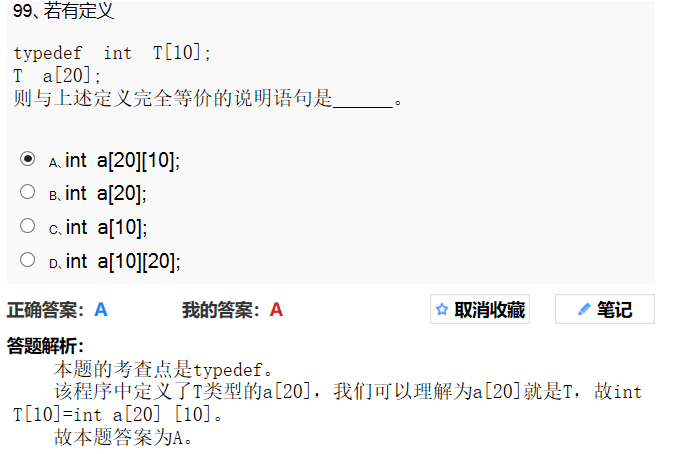 99、若有定义
typedef int T[10];
T a[20];
则与上述定义完全等价的说明语句是______。
A、int a[20][10];
B、int a[20];
C、int a[10];
D、int a[10][20];
正确答案：A 我的答案：A 取消收藏 笔记
答题解析：
本题的考查点是typedef。
该程序中定义了T类型的a[20]，我们可以理解为a[20]就是T，故int
T[10]=int a[20] [10]。
故本题答案为A。